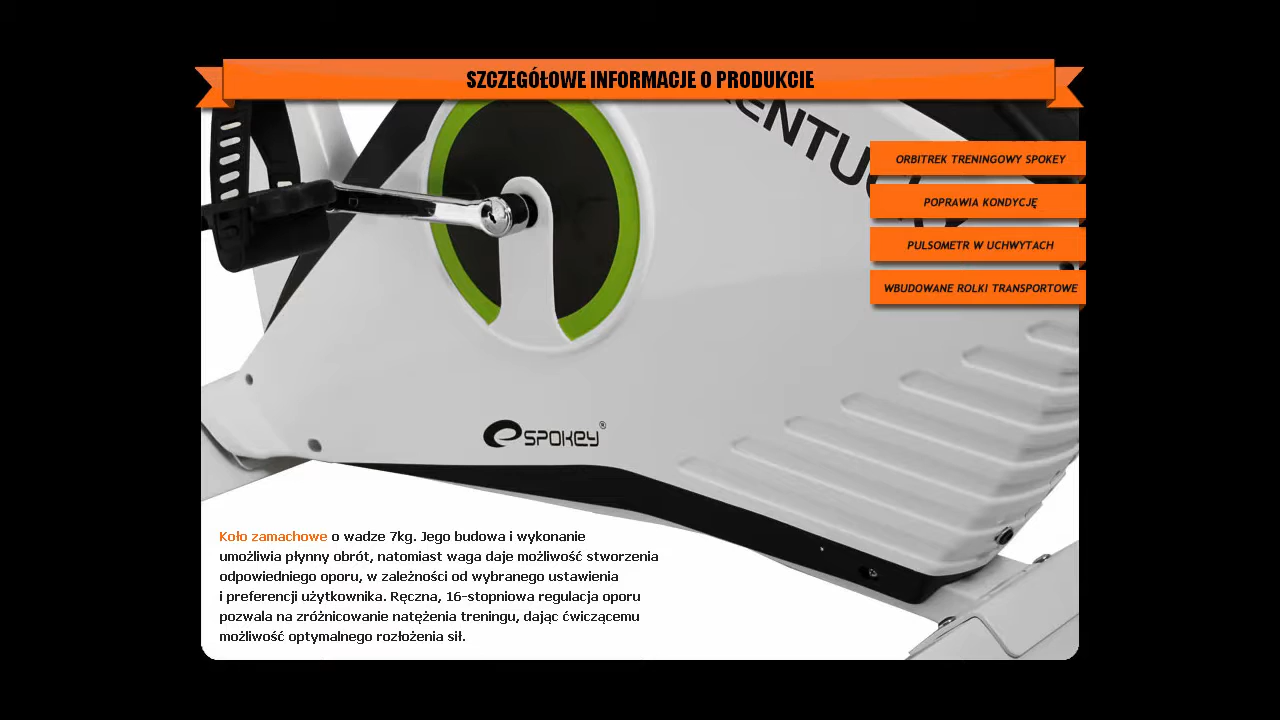 SZCZEGÓŁOWE INFORMACJE O PRODUKCIE
ENTU
ORBITREK TRENINGOWY SPOKEY
POPRAWIA KONDYCJĘ
PULSOMETR W UCHWYTACH
WBUDOWANE ROLKI TRANSPORTOWE
SPOKEY®
Koło zamachowe o wadze 7kg. Jego budowa i wykonanie
umożliwia płynny obrót, natomiast waga daje możliwość stworzenia
odpowiedniego oporu, w zależności od wybranego ustawienia
i preferencji użytkownika. Ręczna, 16-stopniowa regulacja oporu
pozwala na zróżnicowanie natężenia treningu, dając ćwiczącemu
możliwość optymalnego rozłożenia sił.